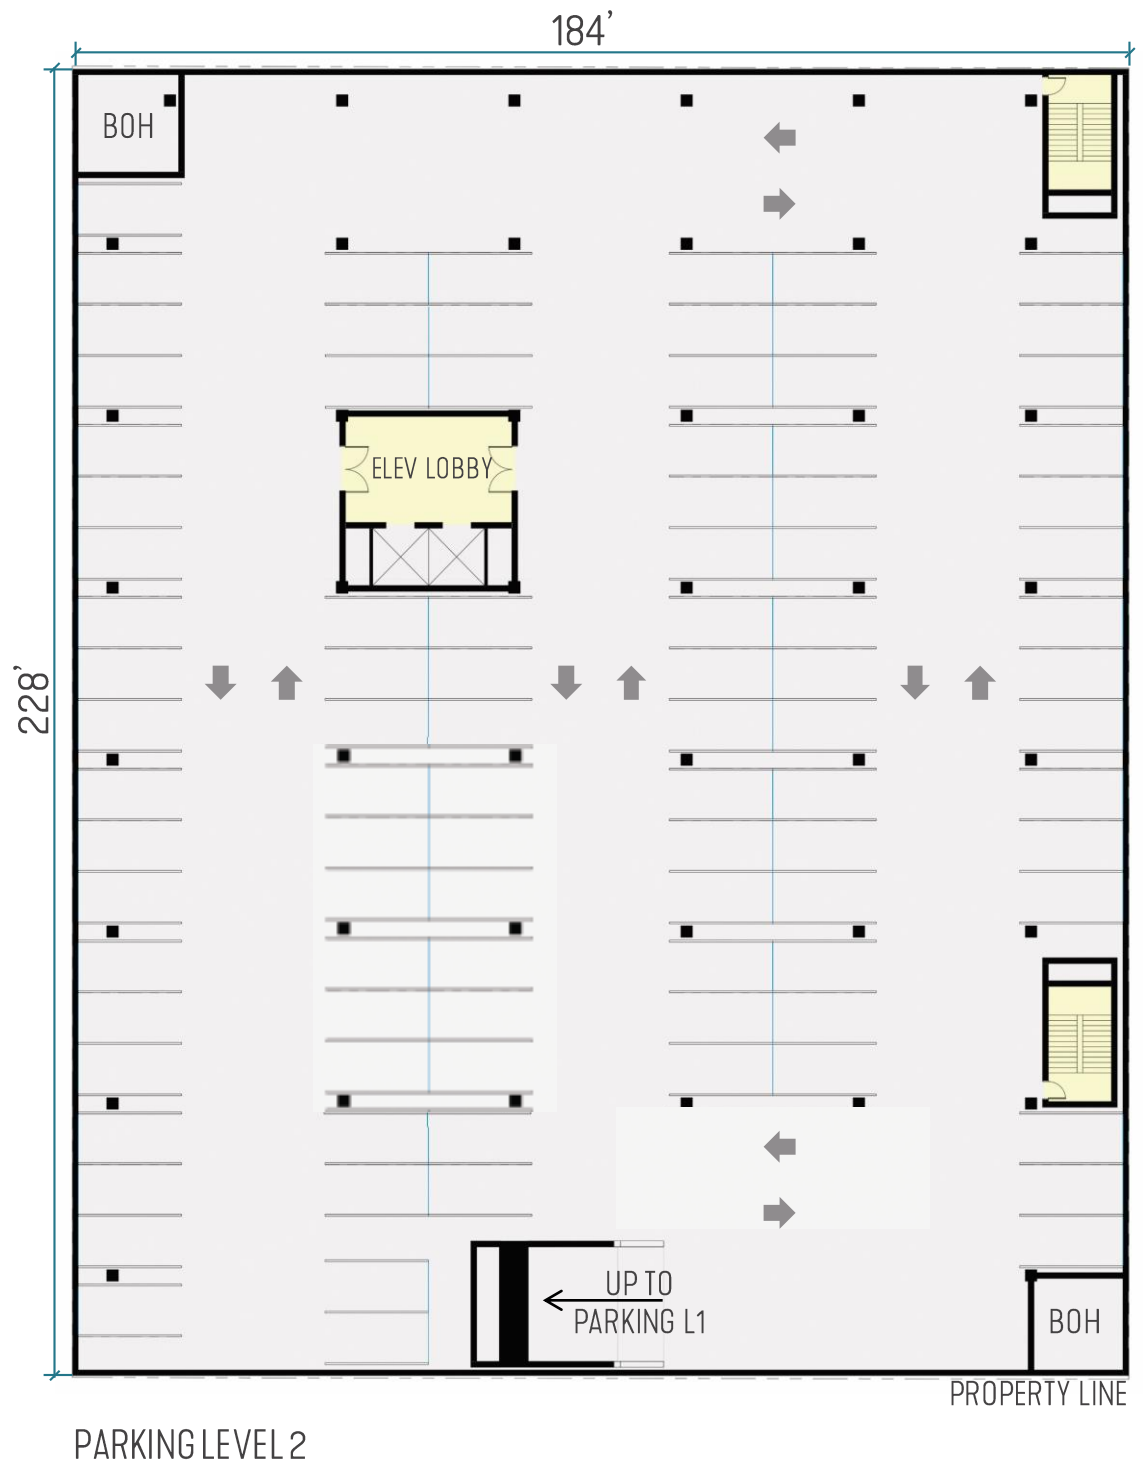 184'
BOH
ELEV LOBBY
228'
UP TO
PARKING L1
BOH
PROPERTY LINE
PARKING LEVEL 2